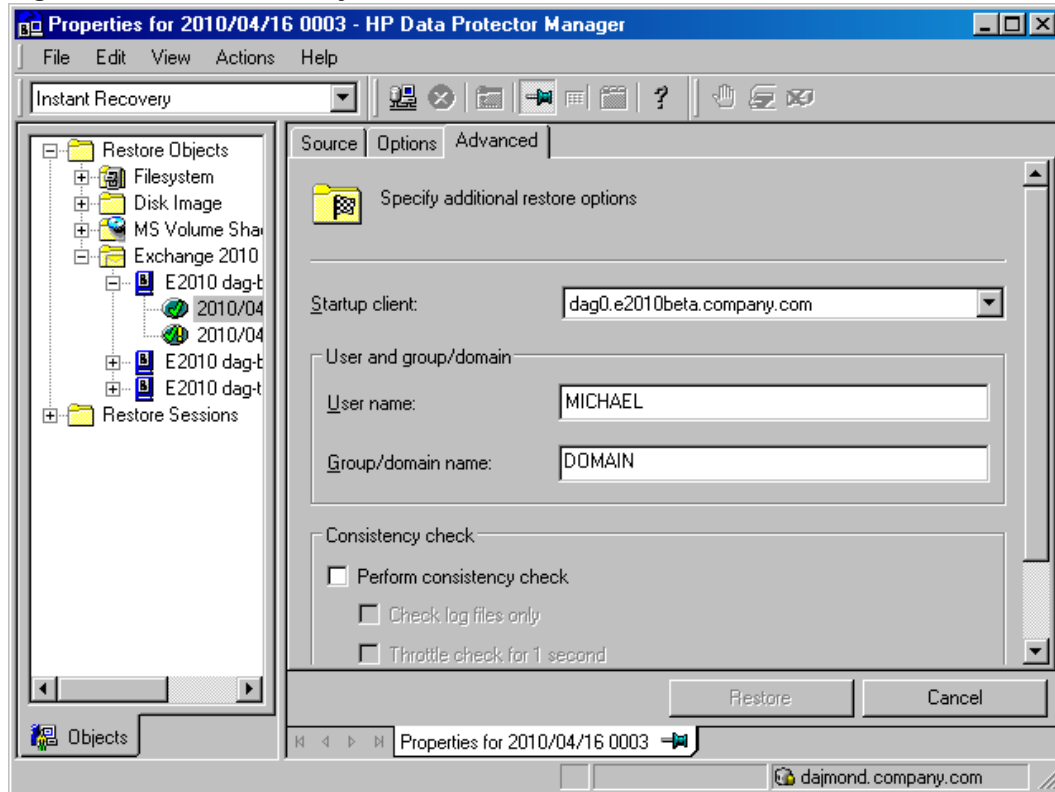 Properties for 2010/04/16 0003 - HP Data Protector Manager
File Edit View Actions Help
Instant Recovery
Restore Objects
Filesystem
Disk Image
MS Volume Shad
Exchange 2010
E2010 dag-b
2010/04
2010/04
E2010 dag-b
E2010 dag-t
Restore Sessions
Objects
Source Options Advanced
Specify additional restore options
Startup client: dag0.e2010beta.company.com
User and group/domain
User name: MICHAEL
Group/domain name: DOMAIN
Consistency check
Perform consistency check
Check log files only
Throttle check for 1 second
Restore Cancel
Properties for 2010/04/16 0003
dajmond.company.com